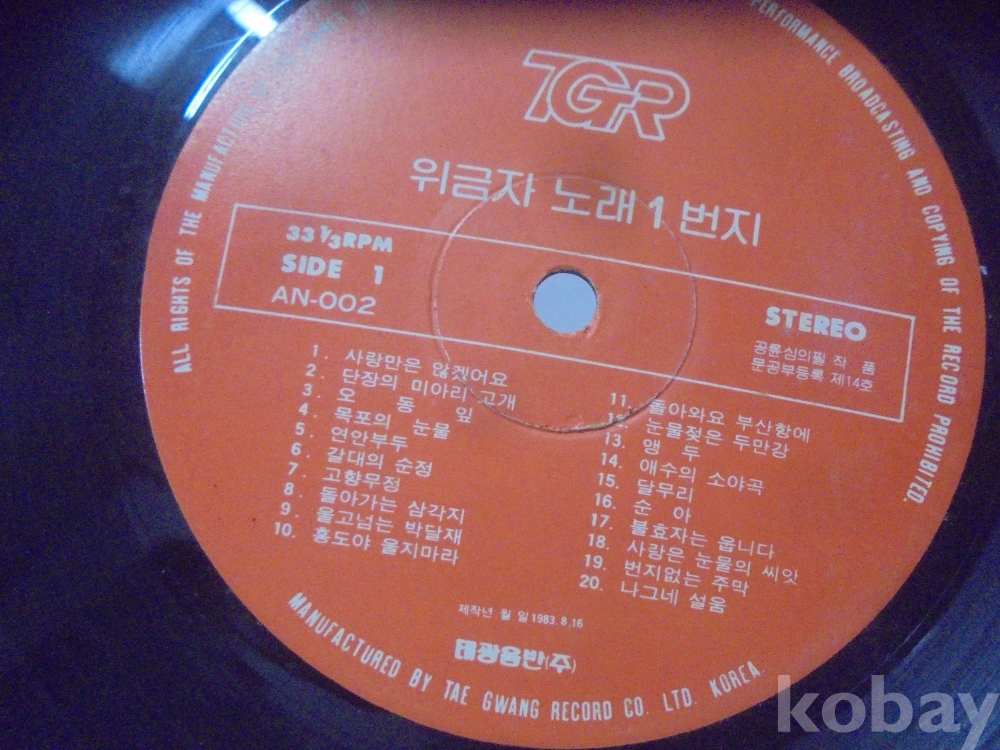 TGR
위금자 노래 1 번지
33 1/3 RPM
SIDE 1
AN-002
STEREO
공륜심의필 작 품
문공부등록 제14호
1. 사랑만은 않겠어요
2. 단장의 미아리 고개
3. 오 동 잎
4. 목포의 눈물
5. 연안부두
6. 갈대의 순정
7. 고향무정
8. 돌아가는 삼각지
9. 울고넘는 박달재
10. 홍도야 울지마라
11. 돌아와요 부산항에
12. 눈물젖은 두만강
13. 앵 두
14. 애수의 소야곡
15. 달무리
16. 순 아
17. 불효자는 웁니다
18. 사랑은 눈물의 씨앗
19. 번지없는 주막
20. 나그네 설움
제작년 월 일 1983. 8. 16
태광음반(주)
MANUFACTURED BY TAE GWANG RECORD CO. LTD. KOREA.
ALL RIGHTS OF THE MANUFACTURE
PERFORMANCE BROADCASTING AND COPYING OF THE RECORD PROHIBITED.
kobay